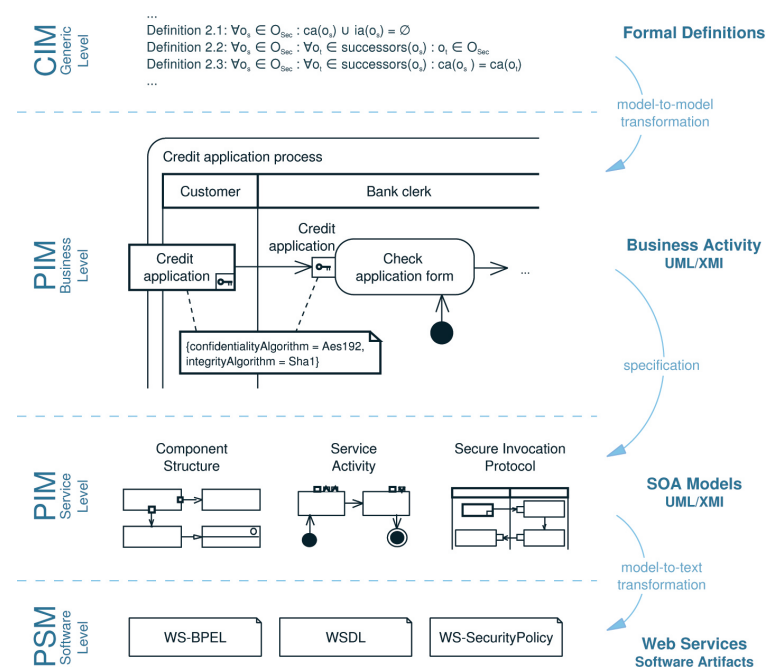 CIM
Generic
Level
...
Definition 2.1: ∀oₛ ∈ O_Sec : ca(oₛ) ∪ ia(oₛ) = ∅
Definition 2.2: ∀oₛ ∈ O_Sec : ∀oₜ ∈ successors(oₛ) : oₜ ∈ O_Sec
Definition 2.3: ∀oₛ ∈ O_Sec : ∀oₜ ∈ successors(oₛ) : ca(oₛ ) = ca(oₜ)
...
Formal Definitions
model-to-model
transformation
PIM
Business
Level
Credit application process
Customer
Bank clerk
Credit
application
Credit
application
Check
application form
...
{confidentialityAlgorithm = Aes192,
integrityAlgorithm = Sha1}
Business Activity
UML/XMI
specification
PIM
Service
Level
Component
Structure
Service
Activity
Secure Invocation
Protocol
SOA Models
UML/XMI
model-to-text
transformation
PSM
Software
Level
WS-BPEL
WSDL
WS-SecurityPolicy
Web Services
Software Artifacts